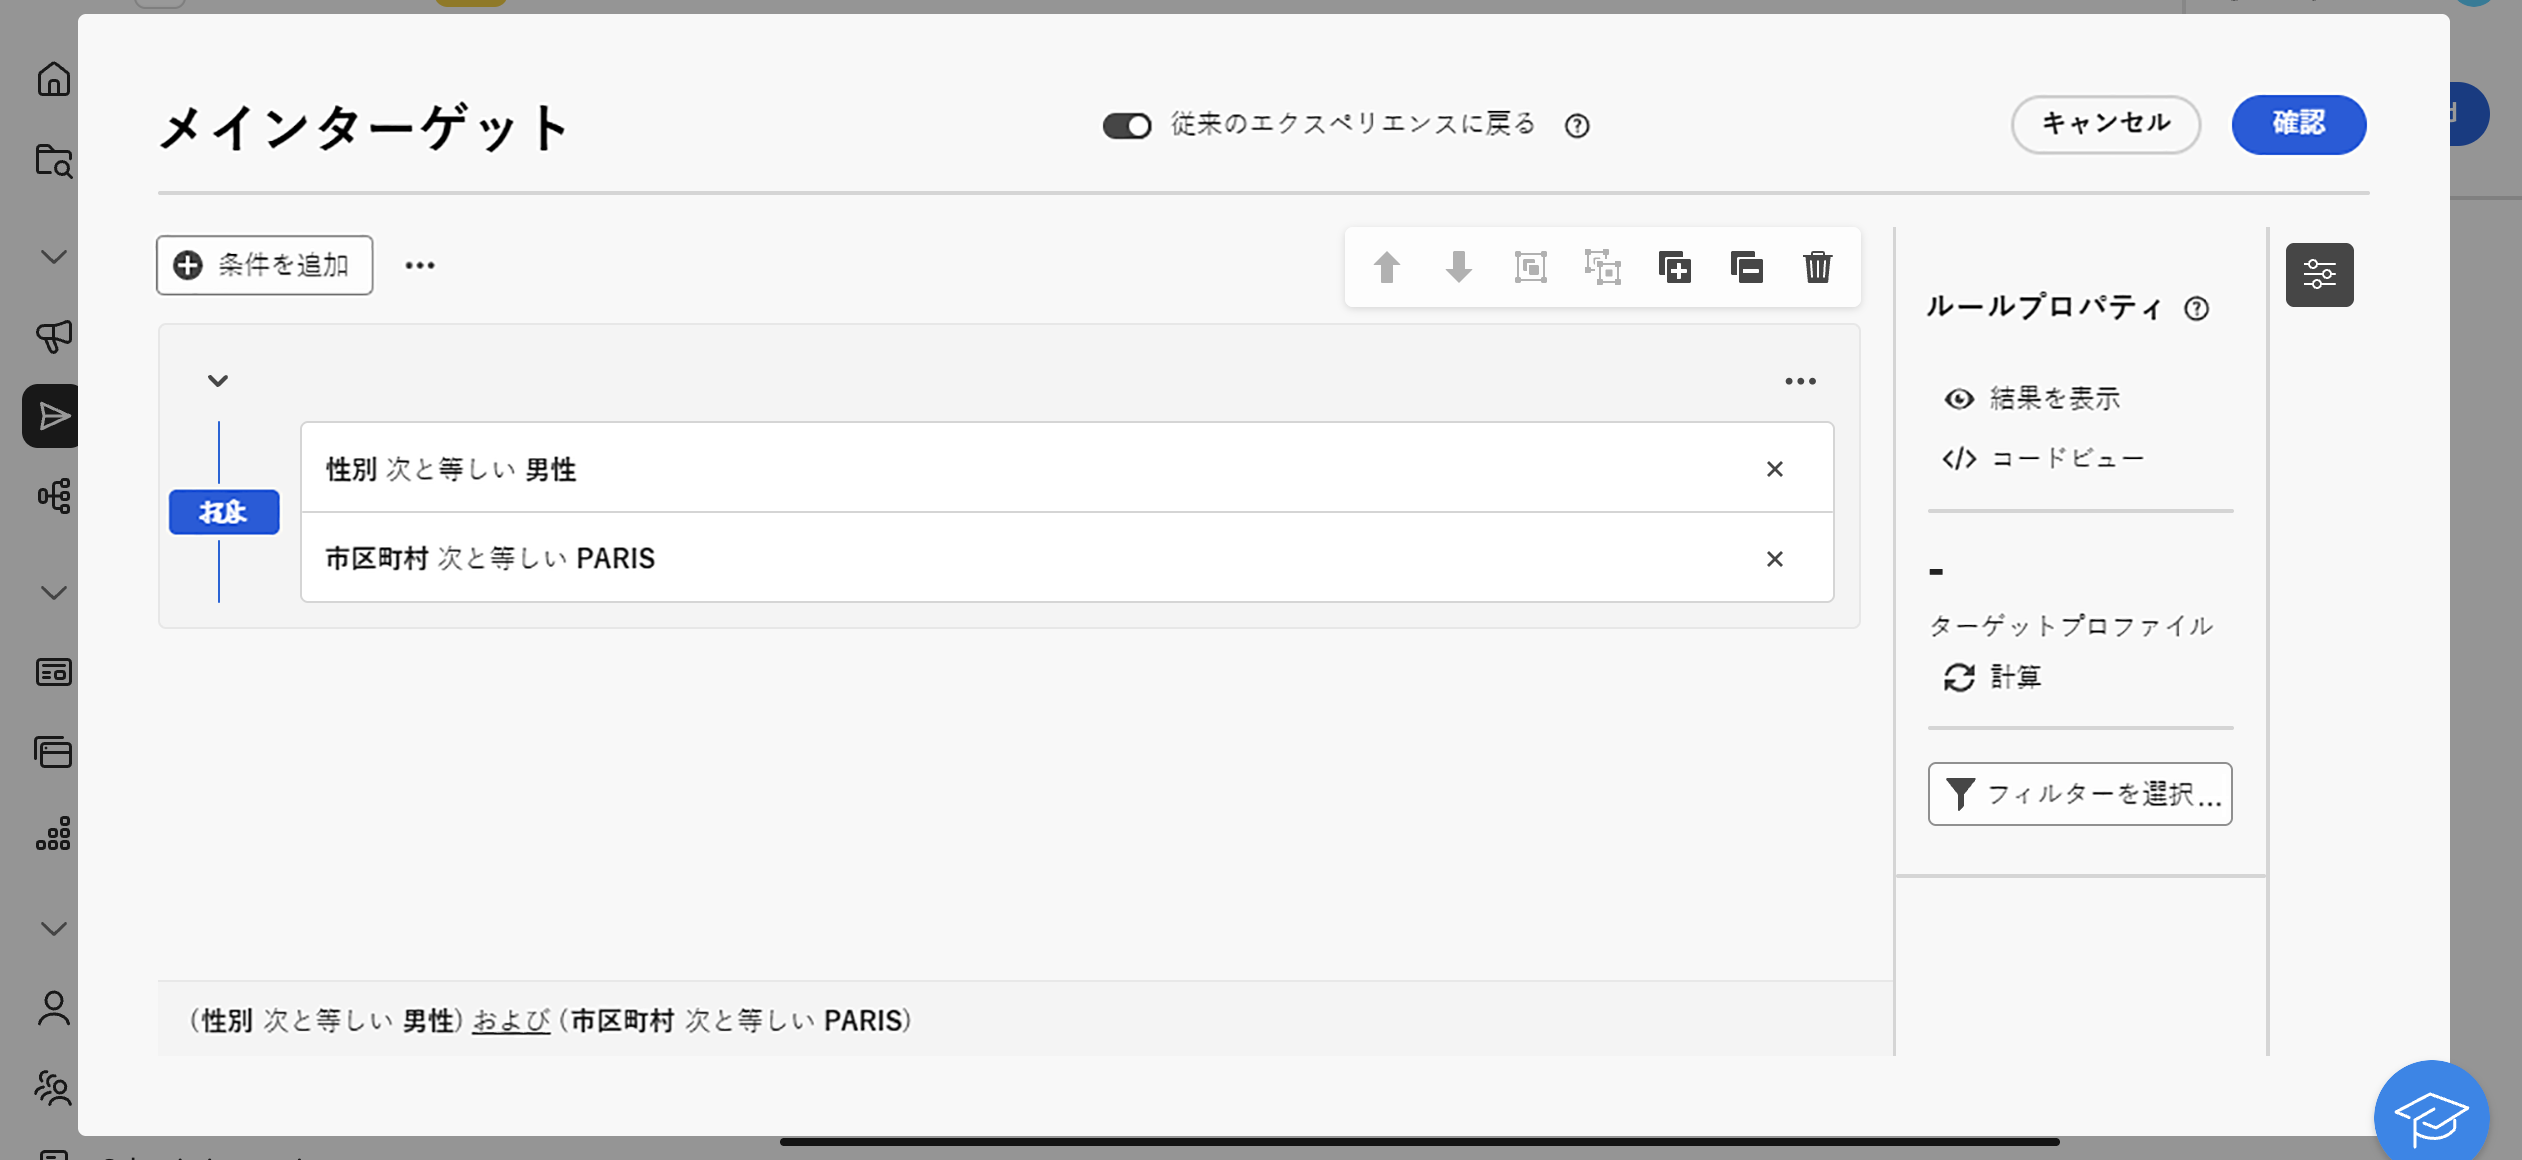 メインターゲット
従来のエクスペリエンスに戻る
キャンセル
確認
条件を追加
性別 次と等しい 男性
市区町村 次と等しい PARIS
(性別 次と等しい 男性) および (市区町村 次と等しい PARIS)
ルールプロパティ
結果を表示
コードビュー
-
ターゲットプロファイル
計算
フィルターを選択...